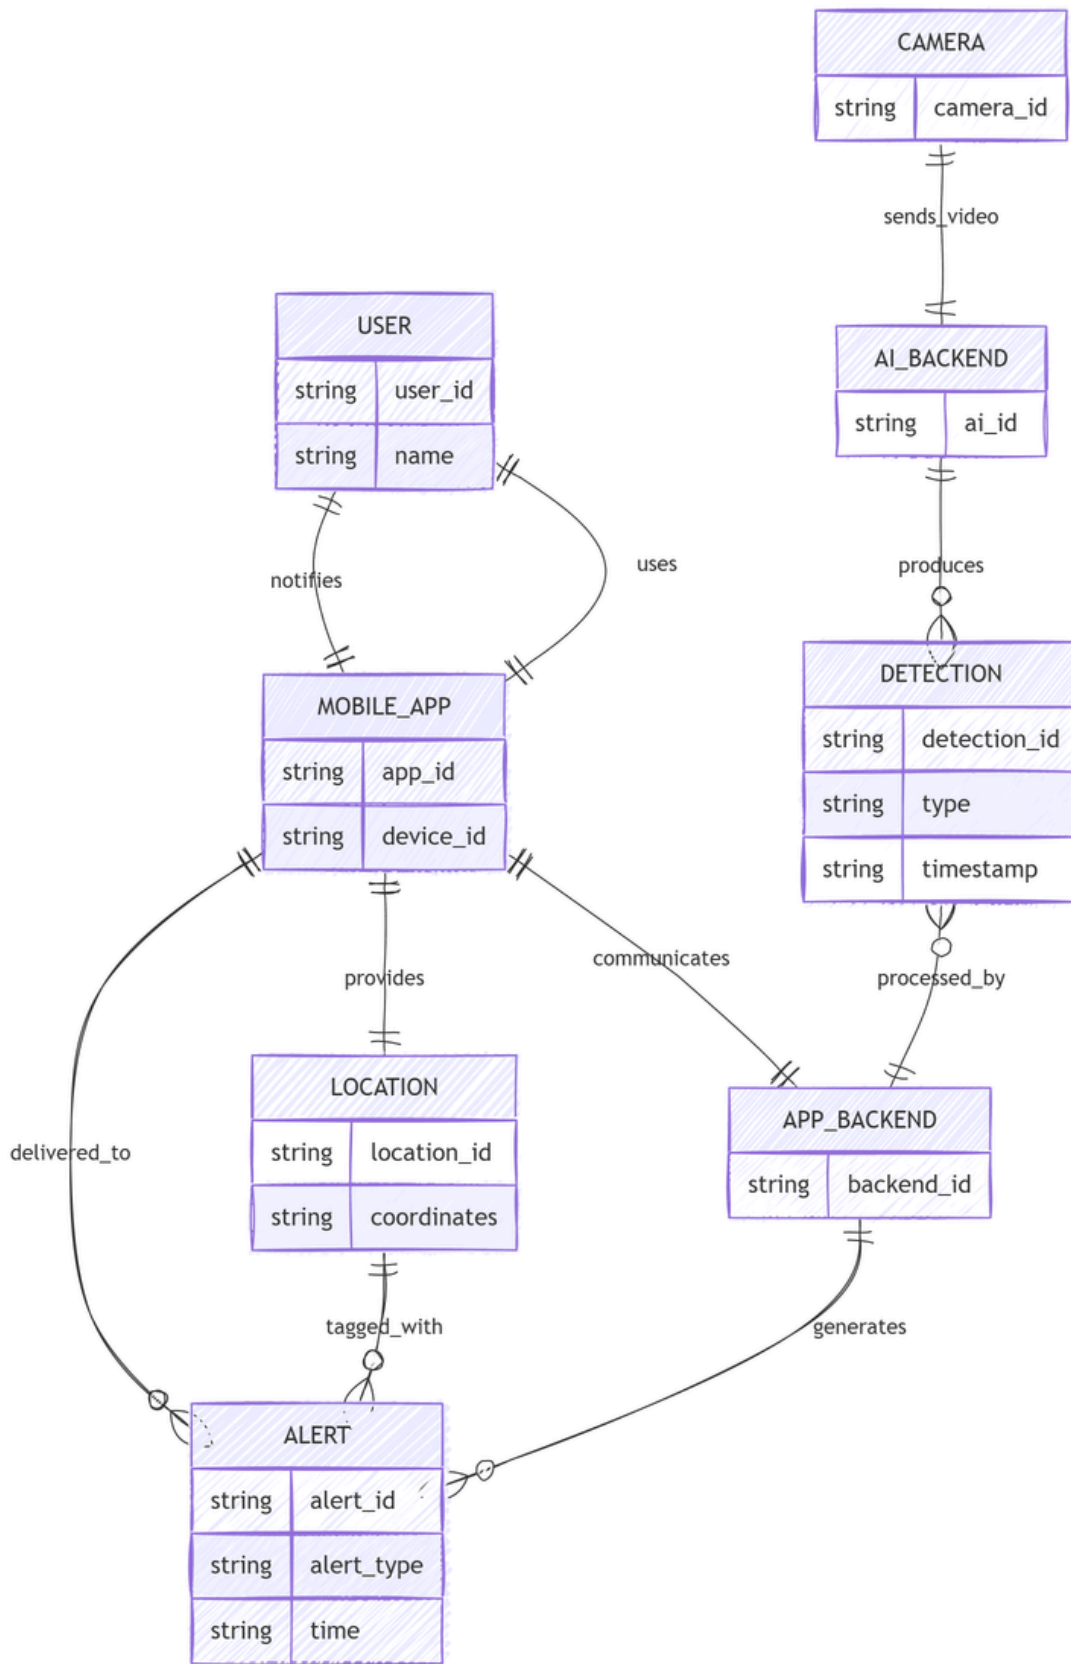 CAMERA
string camera_id
sends_video
USER
string user_id
string name
AI_BACKEND
string ai_id
notifies
uses
produces
MOBILE_APP
string app_id
string device_id
DETECTION
string detection_id
string type
string timestamp
provides
communicates
processed_by
LOCATION
string location_id
string coordinates
APP_BACKEND
string backend_id
delivered_to
tagged_with
generates
ALERT
string alert_id
string alert_type
string time